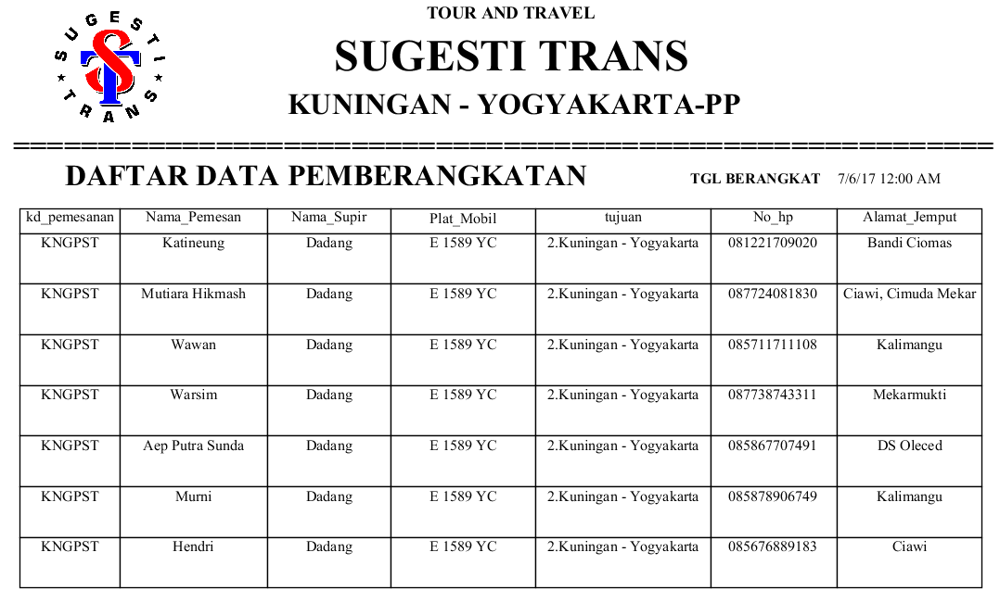 SUGESTI
TRANS
TOUR AND TRAVEL
SUGESTI TRANS
KUNINGAN - YOGYAKARTA-PP
DAFTAR DATA PEMBERANGKATAN TGL BERANGKAT 7/6/17 12:00 AM
kd_pemesanan Nama_Pemesan Nama_Supir Plat_Mobil tujuan No_hp Alamat_Jemput
KNGPST Katineung Dadang E 1589 YC 2.Kuningan - Yogyakarta 081221709020 Bandi Ciomas
KNGPST Mutiara Hikmash Dadang E 1589 YC 2.Kuningan - Yogyakarta 087724081830 Ciawi, Cimuda Mekar
KNGPST Wawan Dadang E 1589 YC 2.Kuningan - Yogyakarta 085711711108 Kalimangu
KNGPST Warsim Dadang E 1589 YC 2.Kuningan - Yogyakarta 087738743311 Mekarmukti
KNGPST Aep Putra Sunda Dadang E 1589 YC 2.Kuningan - Yogyakarta 085867707491 DS Oleced
KNGPST Murni Dadang E 1589 YC 2.Kuningan - Yogyakarta 085878906749 Kalimangu
KNGPST Hendri Dadang E 1589 YC 2.Kuningan - Yogyakarta 085676889183 Ciawi